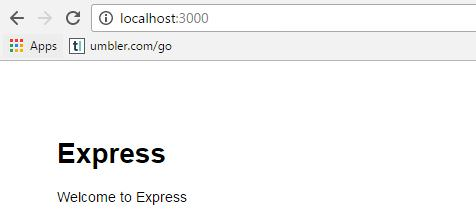 localhost:3000
Apps
t| umbler.com/go
Express
Welcome to Express